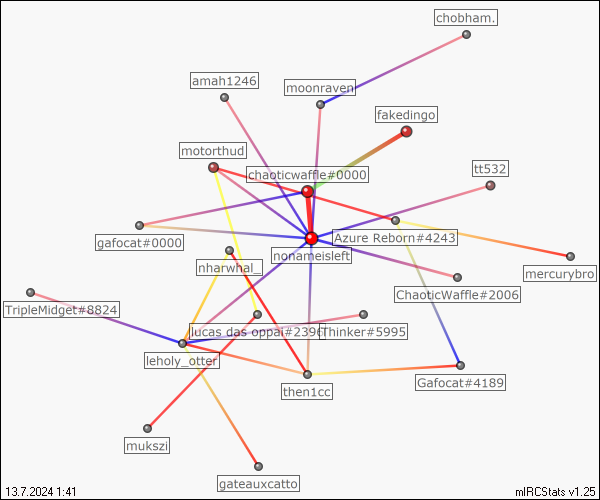 chobham.
amah1246
moonraven
fakedingo
motorthud
chaoticwaffle#0000
tt532
gafocat#0000
Azure Reborn#4243
nonameisleft
nharwhal_
mercurybro
ChaoticWaffle#2006
TripleMidget#8824
lucas das oppai#2396
Thinker#5995
leholy_otter
then1cc
Gafocat#4189
mukszi
gateauxcatto
13.7.2024 1:41
mIRCStats v1.25